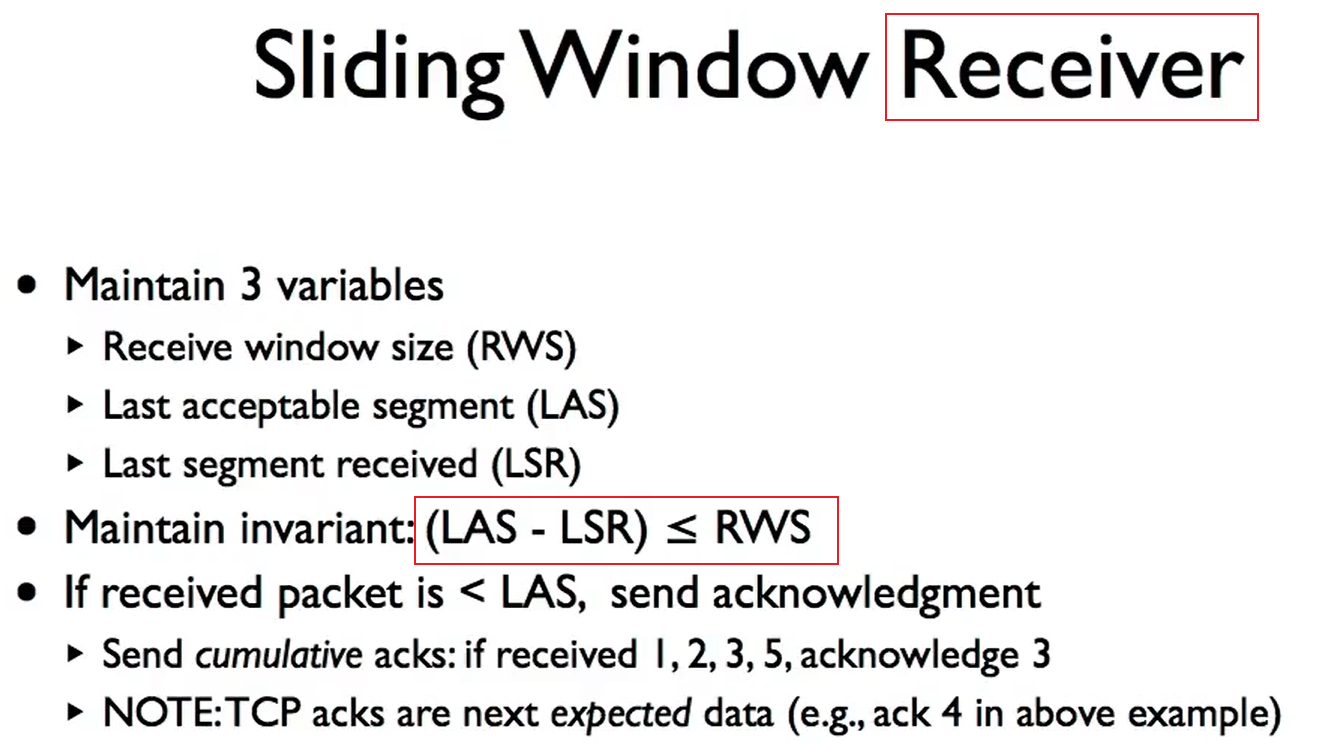 Sliding Window Receiver
• Maintain 3 variables
‣ Receive window size (RWS)
‣ Last acceptable segment (LAS)
‣ Last segment received (LSR)
• Maintain invariant: (LAS - LSR) ≤ RWS
• If received packet is < LAS, send acknowledgment
‣ Send cumulative acks: if received 1, 2, 3, 5, acknowledge 3
‣ NOTE: TCP acks are next expected data (e.g., ack 4 in above example)